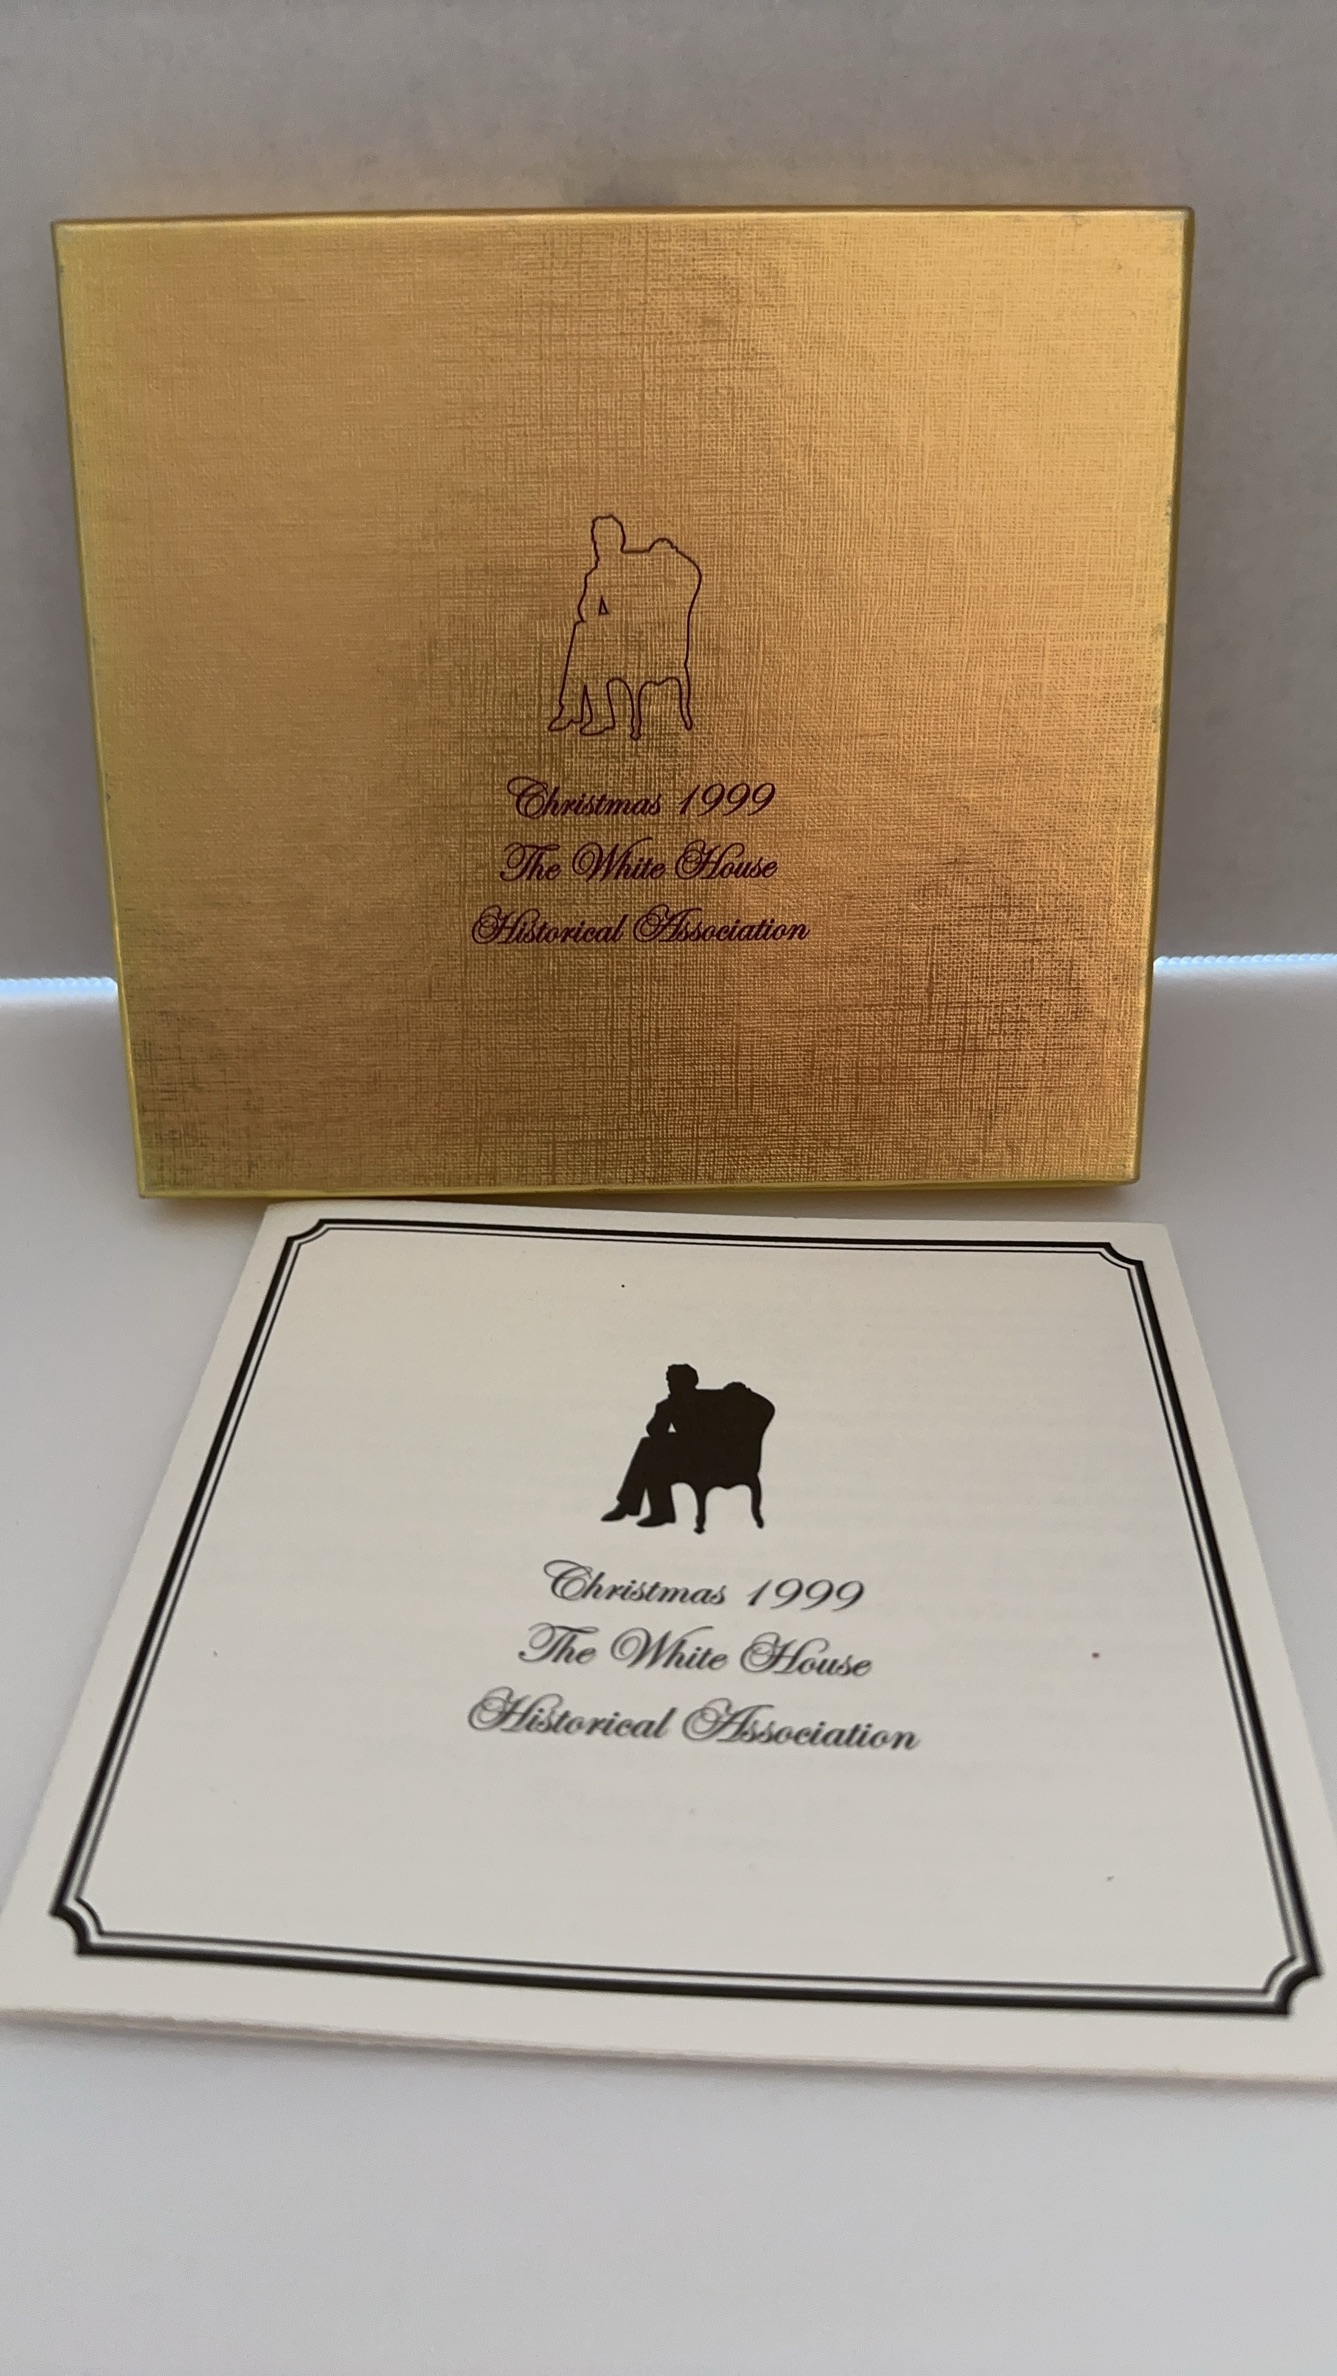 Christmas 1999
The White House
Historical Association
Christmas 1999
The White House
Historical Association